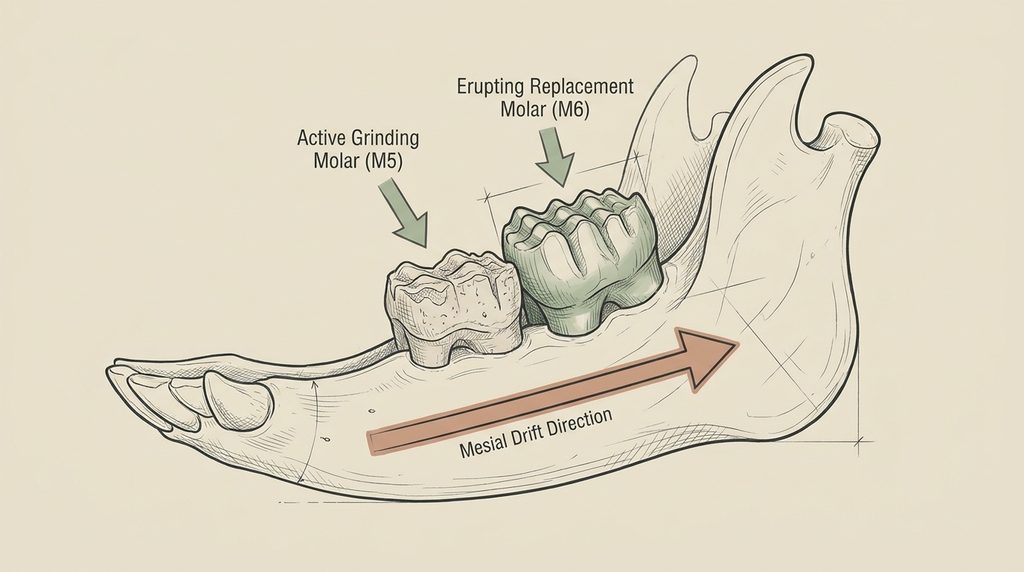 Erupting Replacement
Molar (M6)
Active Grinding
Molar (M5)
Mesial Drift Direction